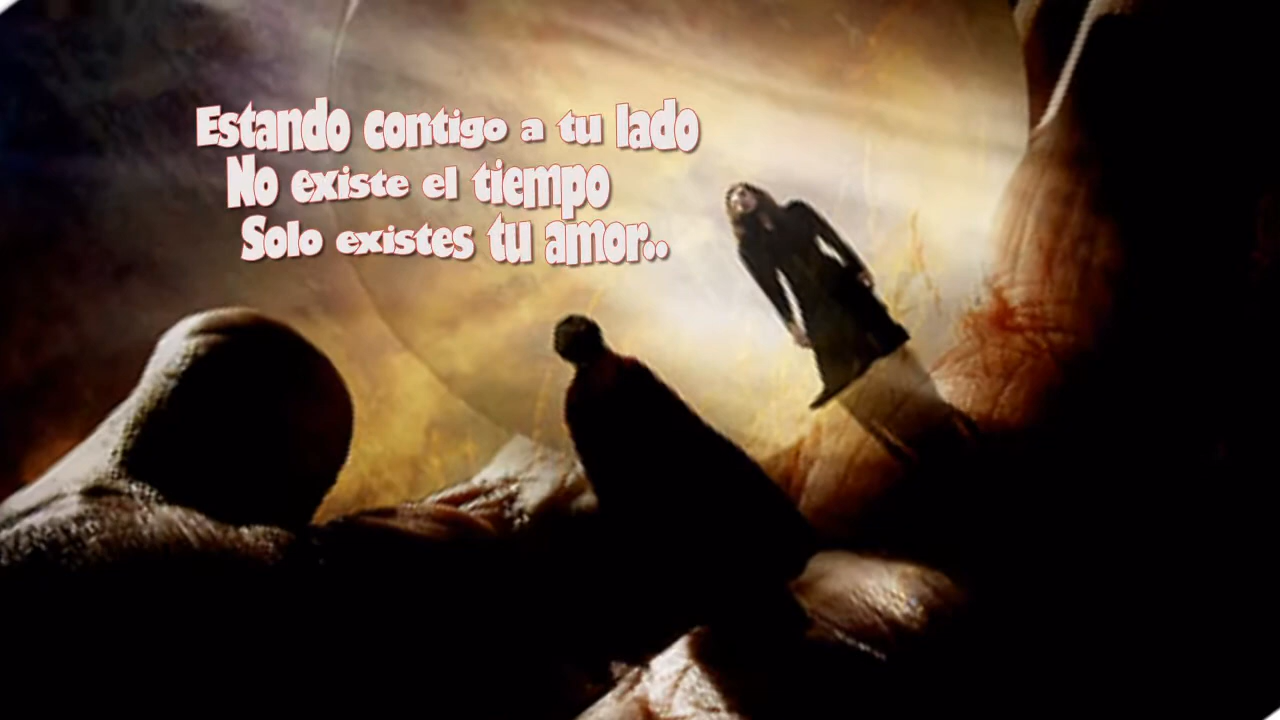 Estando contigo a tu lado
No existe el tiempo
Solo existes tu amor..